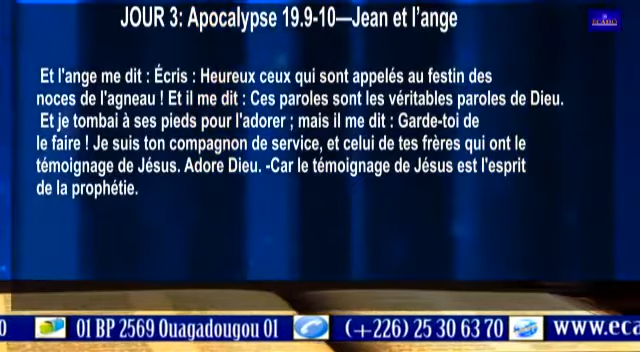 JOUR 3: Apocalypse 19.9-10—Jean et l'ange
ECADO
Et l'ange me dit : Écris : Heureux ceux qui sont appelés au festin des
noces de l'agneau ! Et il me dit : Ces paroles sont les véritables paroles de Dieu.
Et je tombai à ses pieds pour l'adorer ; mais il me dit : Garde-toi de
le faire ! Je suis ton compagnon de service, et celui de tes frères qui ont le
témoignage de Jésus. Adore Dieu. -Car le témoignage de Jésus est l'esprit
de la prophétie.
0 01 BP 2569 Ouagadougou 01 (+226) 25 30 63 70 www.eca